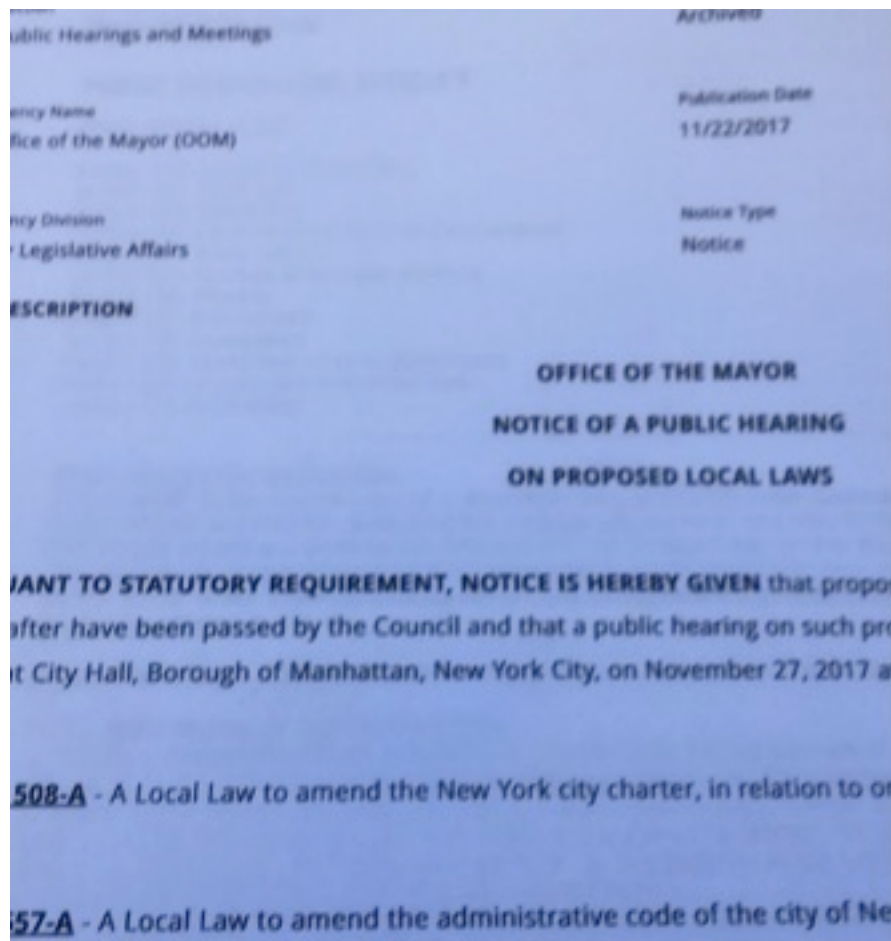 Archived
ublic Hearings and Meetings
ency Name
Publication Date
fice of the Mayor (OOM)
11/22/2017
ncy Division
Notice Type
Legislative Affairs
Notice
ESCRIPTION
OFFICE OF THE MAYOR
NOTICE OF A PUBLIC HEARING
ON PROPOSED LOCAL LAWS
UANT TO STATUTORY REQUIREMENT, NOTICE IS HEREBY GIVEN that propo
after have been passed by the Council and that a public hearing on such pr
t City Hall, Borough of Manhattan, New York City, on November 27, 2017 a
508-A - A Local Law to amend the New York city charter, in relation to o
57-A - A Local Law to amend the administrative code of the city of Ne